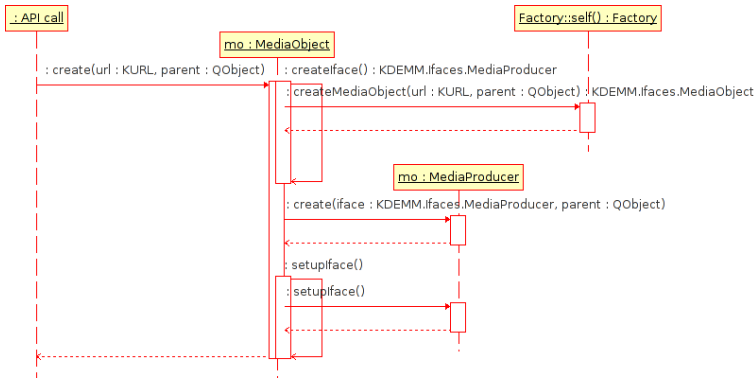 : API call
Factory::self() : Factory
mo : MediaObject
: create(url : KURL, parent : QObject)
: createIface() : KDEMM.Ifaces.MediaProducer
: createMediaObject(url : KURL, parent : QObject) : KDEMM.Ifaces.MediaObject
mo : MediaProducer
: create(iface : KDEMM.Ifaces.MediaProducer, parent : QObject)
: setupIface()
: setupIface()